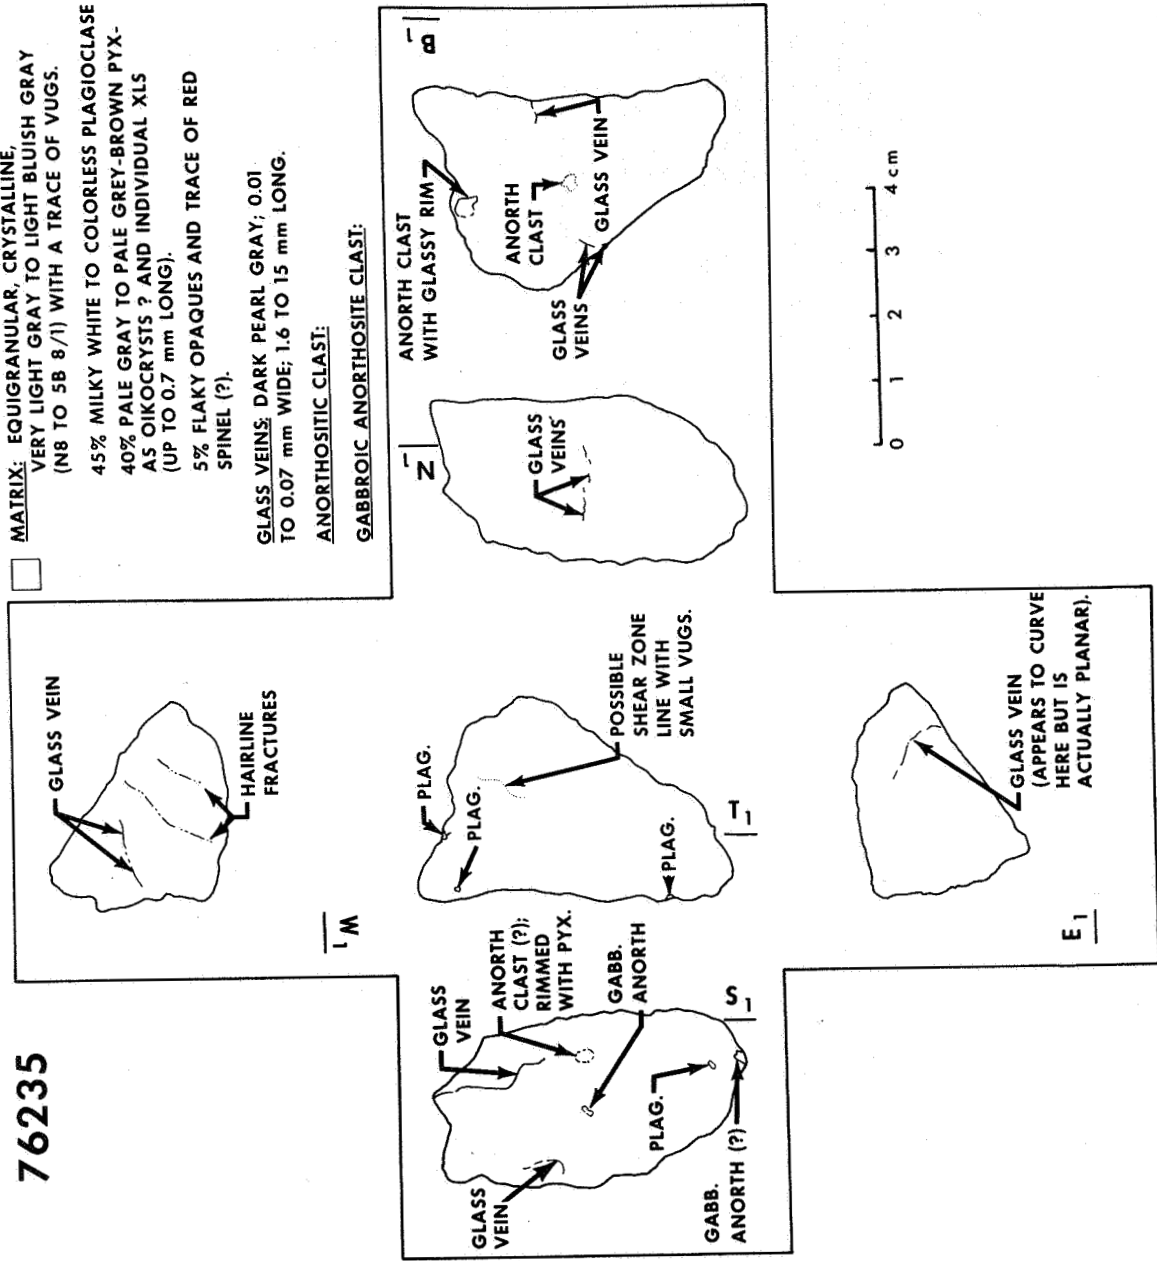 76235
MATRIX: EQUIGRANULAR, CRYSTALLINE,
VERY LIGHT GRAY TO LIGHT BLUISH GRAY
(N8 TO 5B 8/1) WITH A TRACE OF VUGS.
45% MILKY WHITE TO COLORLESS PLAGIOCLASE
40% PALE GRAY TO PALE GREY-BROWN PYX-
AS OIKOCRYSTS ? AND INDIVIDUAL XLS
(UP TO 0.7 mm LONG).
5% FLAKY OPAQUES AND TRACE OF RED
SPINEL (?).
GLASS VEINS: DARK PEARL GRAY; 0.01
TO 0.07 mm WIDE; 1.6 TO 15 mm LONG.
ANORTHOSITIC CLAST:
GABBROIC ANORTHOSITE CLAST:
GLASS VEIN
HAIRLINE
FRACTURES
W1
GLASS
VEIN
GLASS
VEIN
ANORTH
CLAST (?);
RIMMED
WITH PYX.
GABB.
ANORTH
PLAG.
GABB.
ANORTH (?)
S1
PLAG.
PLAG.
PLAG.
POSSIBLE
SHEAR ZONE
LINE WITH
SMALL VUGS.
T1
N1
GLASS
VEINS
B1
ANORTH CLAST
WITH GLASSY RIM
ANORTH
CLAST
GLASS VEIN
GLASS
VEINS
E1
GLASS VEIN
(APPEARS TO CURVE
HERE BUT IS
ACTUALLY PLANAR).
0 1 2 3 4 cm